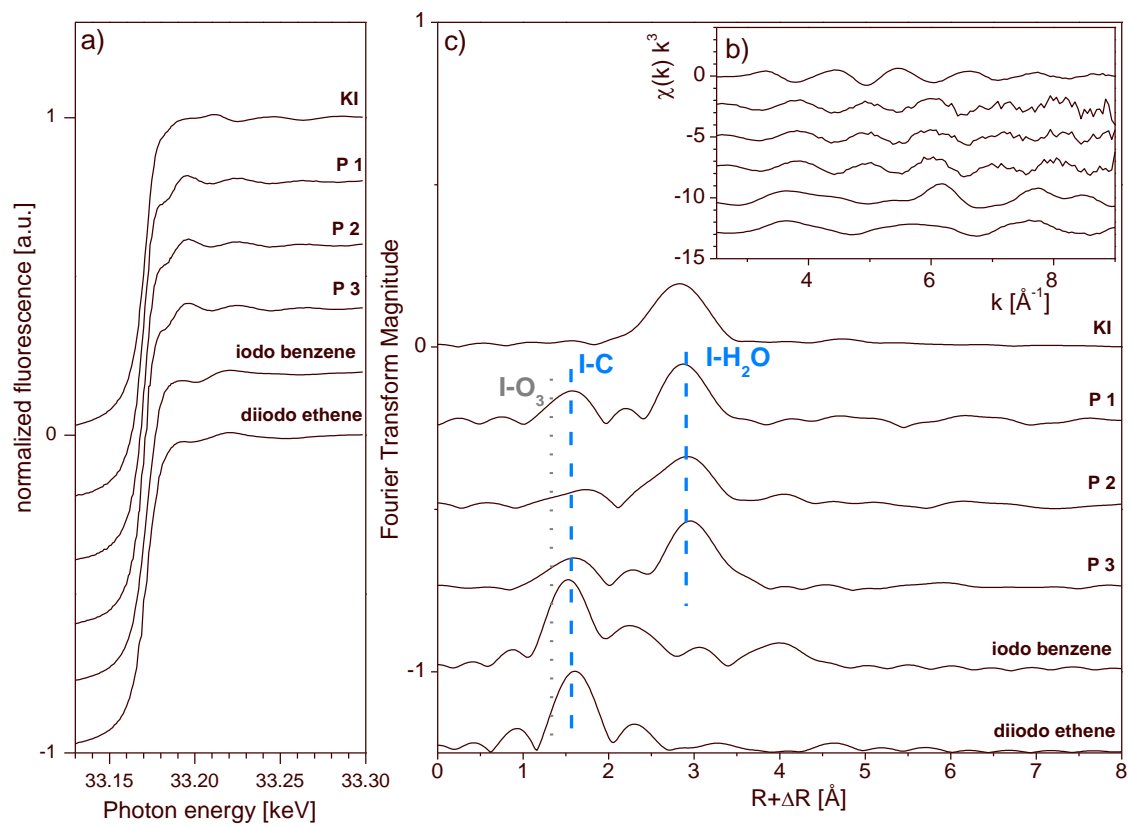 a)
KI
P 1
P 2
P 3
iodo benzene
diiodo ethene
1
0
-1
normalized fluorescence [a.u.]
33.15 33.20 33.25 33.30
Photon energy [keV]
c)
1
0
-1
Fourier Transform Magnitude
I-O₃
I-C
I-H₂O
KI
P 1
P 2
P 3
iodo benzene
diiodo ethene
0 1 2 3 4 5 6 7 8
R+ΔR [Å]
b)
χ(k) k³
0
-5
-10
-15
4 6 8
k [Å⁻¹]